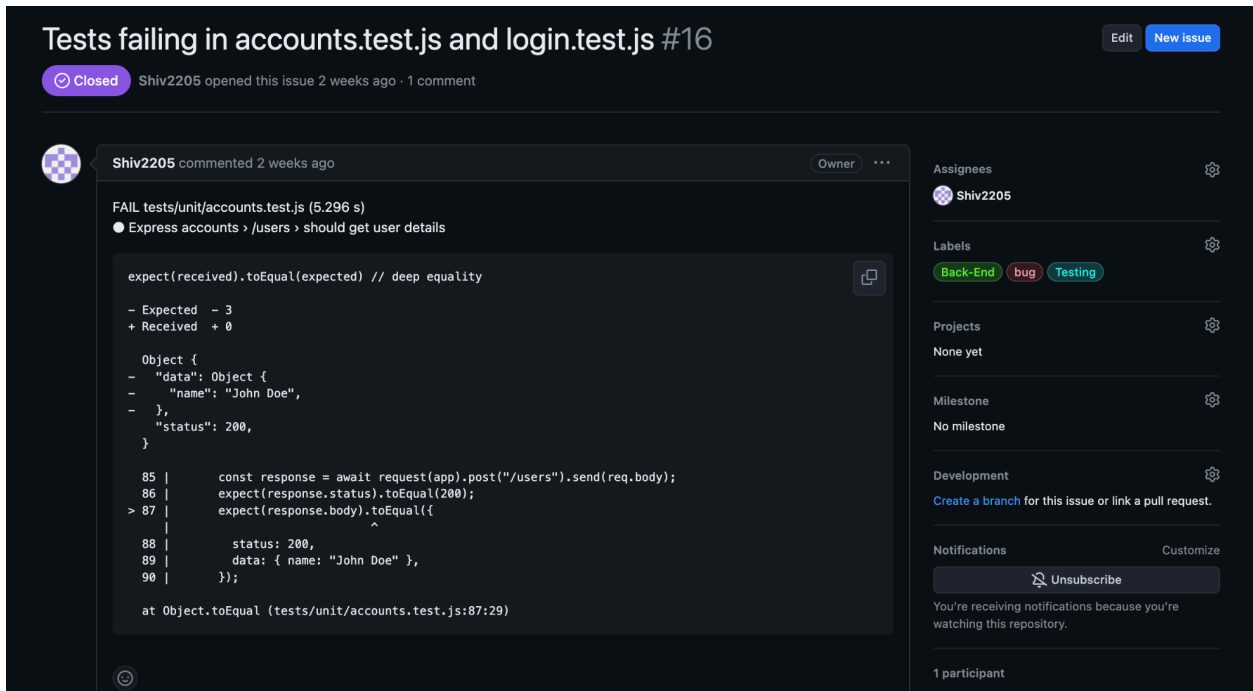 Tests failing in accounts.test.js and login.test.js #16
Edit
New issue
Closed
Shiv2205 opened this issue 2 weeks ago · 1 comment
Shiv2205 commented 2 weeks ago
Owner
FAIL tests/unit/accounts.test.js (5.296 s)
● Express accounts › /users › should get user details
expect(received).toEqual(expected) // deep equality
- Expected  - 3
+ Received  + 0
  Object {
-   "data": Object {
-     "name": "John Doe",
-   },
    "status": 200,
  }
  85 |       const response = await request(app).post("/users").send(req.body);
  86 |       expect(response.status).toEqual(200);
> 87 |       expect(response.body).toEqual({
     |                             ^
  88 |         status: 200,
  89 |         data: { name: "John Doe" },
  90 |       });
  at Object.toEqual (tests/unit/accounts.test.js:87:29)
Assignees
Shiv2205
Labels
Back-End bug Testing
Projects
None yet
Milestone
No milestone
Development
Create a branch for this issue or link a pull request.
Notifications
Customize
Unsubscribe
You're receiving notifications because you're
watching this repository.
1 participant